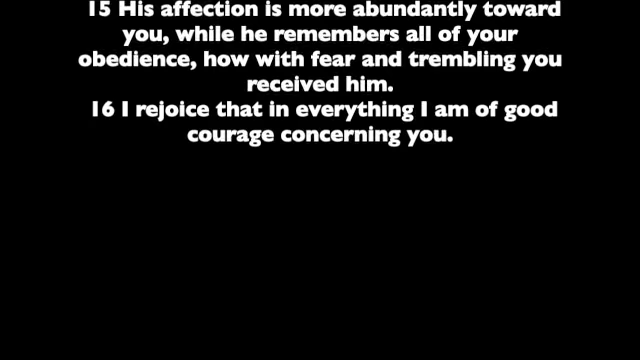 15 His affection is more abundantly toward
you, while he remembers all of your
obedience, how with fear and trembling you
received him.
16 I rejoice that in everything I am of good
courage concerning you.